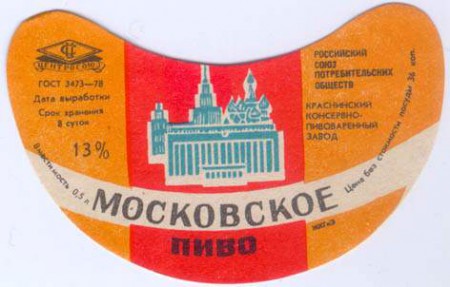 ЦЕНТРОСОЮЗ
ГОСТ 3473—78
Дата выработки
Срок хранения
8 суток
13%
Вместимость 0,5 л
РОССИЙСКИЙ
СОЮЗ
ПОТРЕБИТЕЛЬСКИХ
ОБЩЕСТВ
КРАСНИНСКИЙ
КОНСЕРВНО-
ПИВОВАРЕННЫЙ
ЗАВОД
Цена без стоимости посуды 36 коп.
МОСКОВСКОЕ
ПИВО